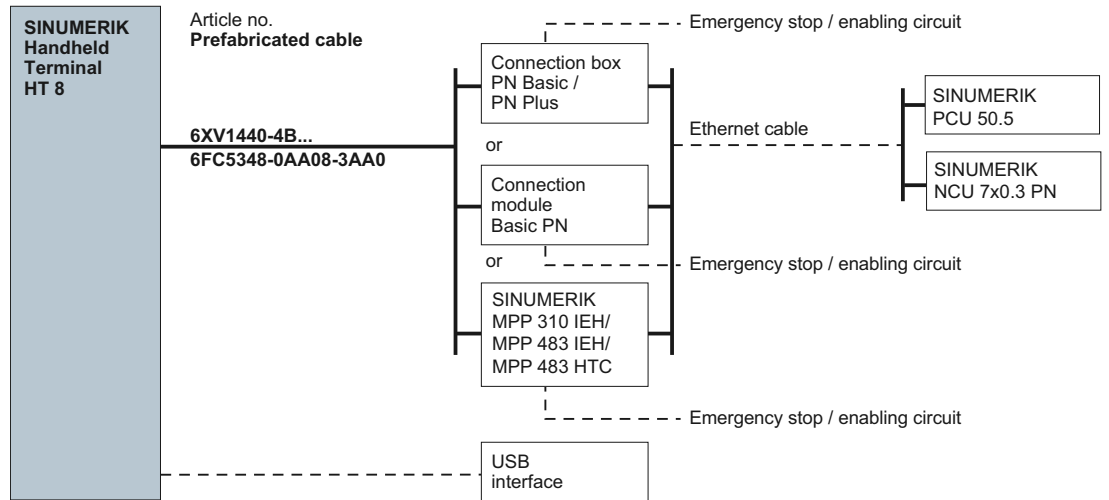 SINUMERIK
Handheld
Terminal
HT 8
Article no.
Prefabricated cable
6XV1440-4B...
6FC5348-0AA08-3AA0
Emergency stop / enabling circuit
Connection box
PN Basic /
PN Plus
or
Connection
module
Basic PN
or
Emergency stop / enabling circuit
SINUMERIK
MPP 310 IEH/
MPP 483 IEH/
MPP 483 HTC
Emergency stop / enabling circuit
USB
interface
Ethernet cable
SINUMERIK
PCU 50.5
SINUMERIK
NCU 7x0.3 PN